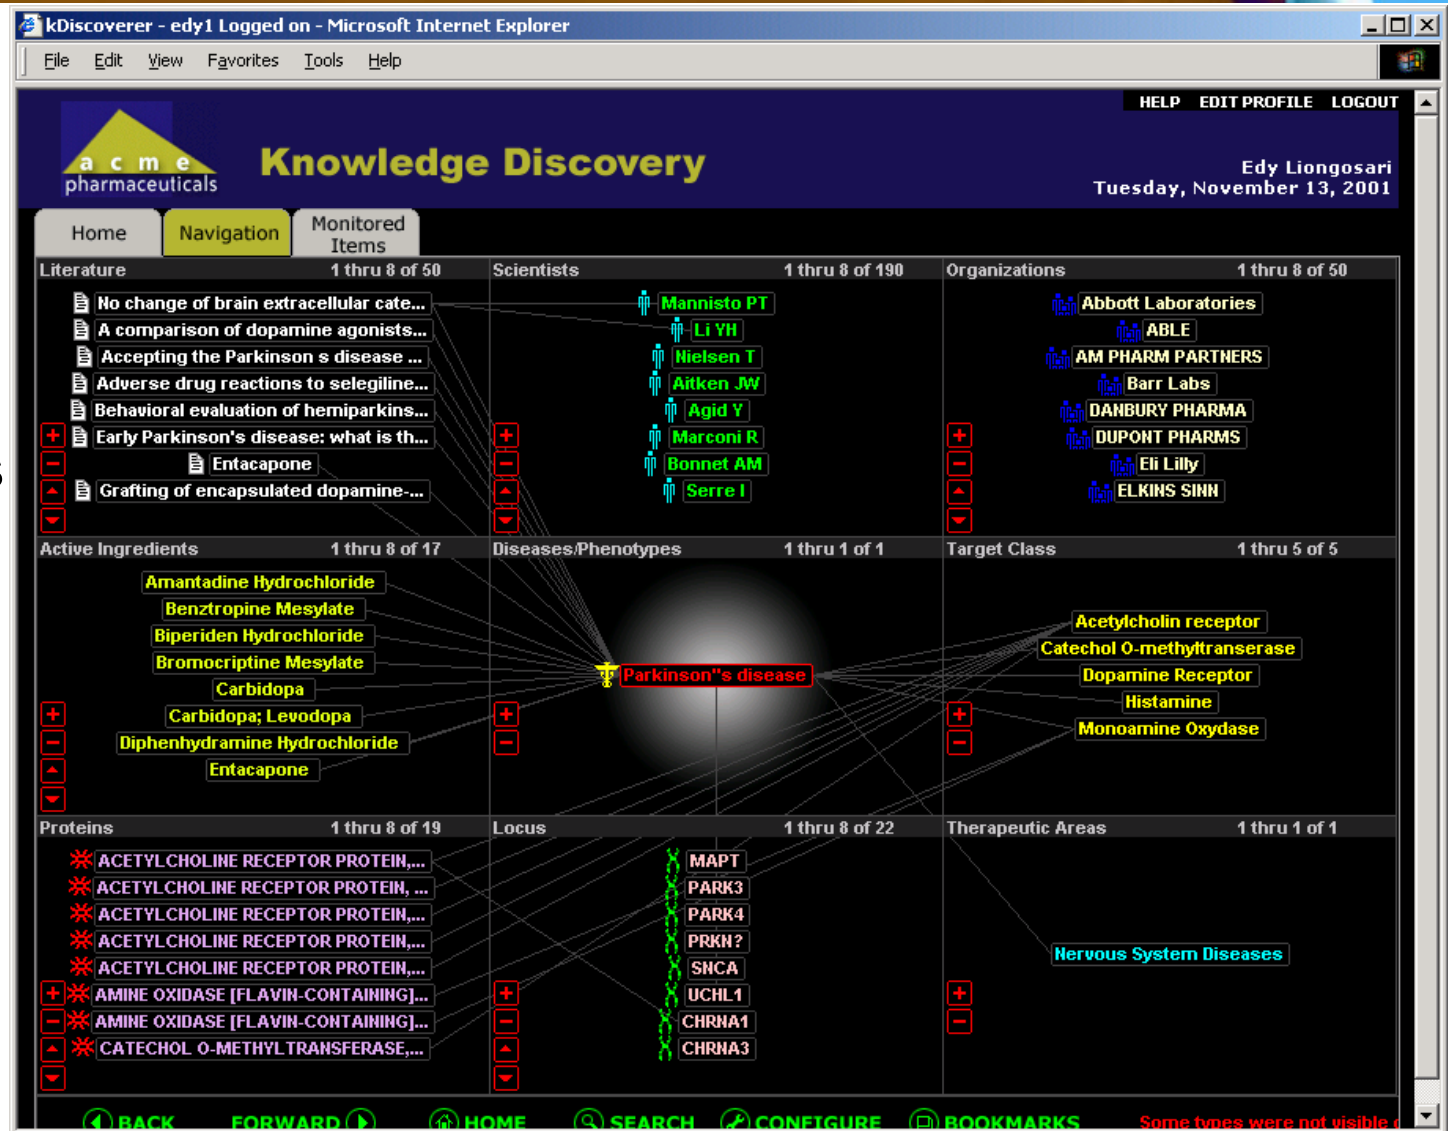 kDiscoverer - edy1 Logged on - Microsoft Internet Explorer
File Edit View Favorites Tools Help
HELP EDIT PROFILE LOGOUT
acme
pharmaceuticals
Knowledge Discovery
Edy Liongosari
Tuesday, November 13, 2001
Home
Navigation
Monitored
Items
Literature 1 thru 8 of 50
No change of brain extracellular cate...
A comparison of dopamine agonists...
Accepting the Parkinson s disease ...
Adverse drug reactions to selegiline...
Behavioral evaluation of hemiparkins...
Early Parkinson's disease: what is th...
Entacapone
Grafting of encapsulated dopamine-...
Scientists 1 thru 8 of 190
Mannisto PT
Li YH
Nielsen T
Aitken JW
Agid Y
Marconi R
Bonnet AM
Serre I
Organizations 1 thru 8 of 50
Abbott Laboratories
ABLE
AM PHARM PARTNERS
Barr Labs
DANBURY PHARMA
DUPONT PHARMS
Eli Lilly
ELKINS SINN
Active Ingredients 1 thru 8 of 17
Amantadine Hydrochloride
Benztropine Mesylate
Biperiden Hydrochloride
Bromocriptine Mesylate
Carbidopa
Carbidopa; Levodopa
Diphenhydramine Hydrochloride
Entacapone
Diseases/Phenotypes 1 thru 1 of 1
Parkinson"s disease
Target Class 1 thru 5 of 5
Acetylcholin receptor
Catechol O-methyltranserase
Dopamine Receptor
Histamine
Monoamine Oxydase
Proteins 1 thru 8 of 19
ACETYLCHOLINE RECEPTOR PROTEIN,...
ACETYLCHOLINE RECEPTOR PROTEIN, ...
ACETYLCHOLINE RECEPTOR PROTEIN,...
ACETYLCHOLINE RECEPTOR PROTEIN,...
ACETYLCHOLINE RECEPTOR PROTEIN,...
AMINE OXIDASE [FLAVIN-CONTAINING]...
AMINE OXIDASE [FLAVIN-CONTAINING]...
CATECHOL O-METHYLTRANSFERASE,...
Locus 1 thru 8 of 22
MAPT
PARK3
PARK4
PRKN?
SNCA
UCHL1
CHRNA1
CHRNA3
Therapeutic Areas 1 thru 1 of 1
Nervous System Diseases
BACK FORWARD HOME SEARCH CONFIGURE BOOKMARKS Some types were not visible